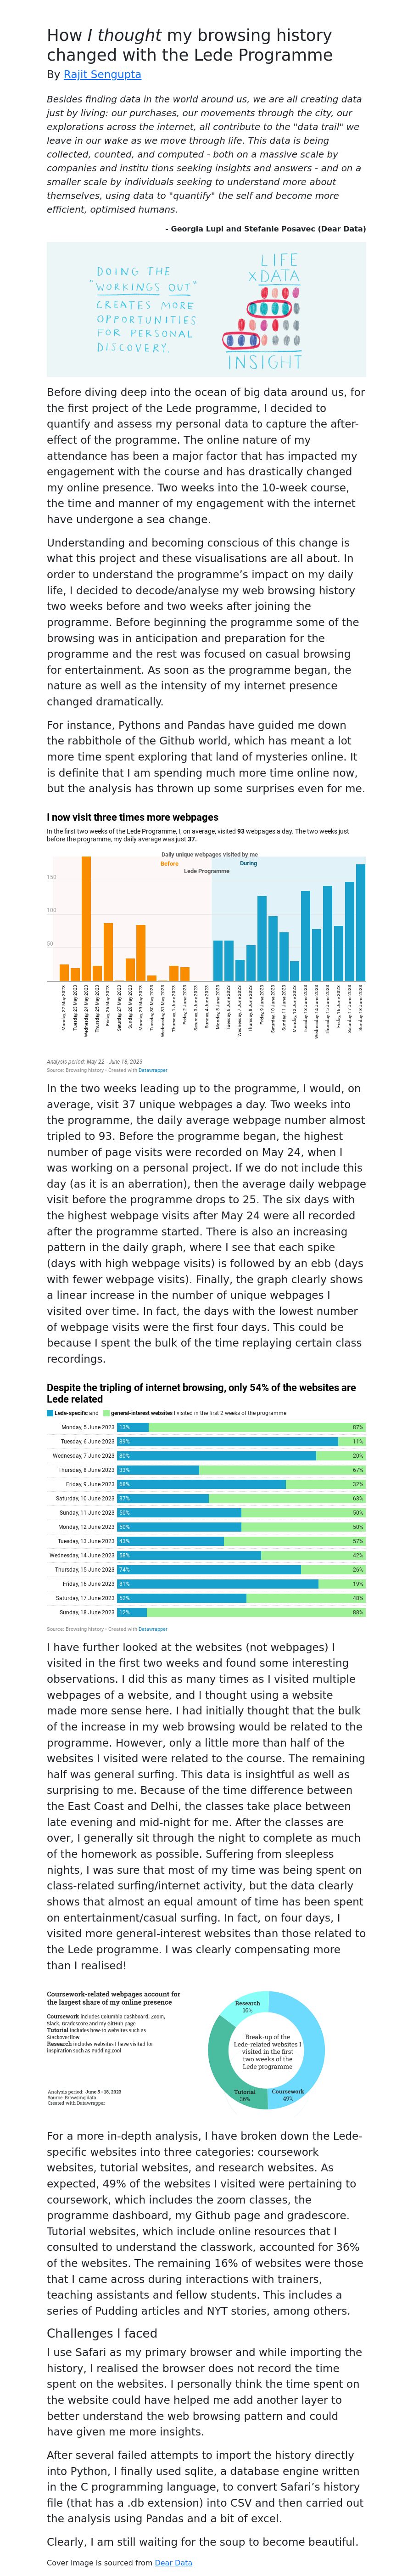 How I thought my browsing history
changed with the Lede Programme
By Rajit Sengupta
Besides finding data in the world around us, we are all creating data
just by living: our purchases, our movements through the city, our
explorations across the internet, all contribute to the "data trail" we
leave in our wake as we move through life. This data is being
collected, counted, and computed - both on a massive scale by
companies and institu tions seeking insights and answers - and on a
smaller scale by individuals seeking to understand more about
themselves, using data to "quantify" the self and become more
efficient, optimised humans.
- Georgia Lupi and Stefanie Posavec (Dear Data)
DOING THE
"WORKINGS OUT"
CREATES MORE
OPPORTUNITIES
FOR PERSONAL
DISCOVERY.
LIFE
x DATA
INSIGHT
Before diving deep into the ocean of big data around us, for
the first project of the Lede programme, I decided to
quantify and assess my personal data to capture the after-
effect of the programme. The online nature of my
attendance has been a major factor that has impacted my
engagement with the course and has drastically changed
my online presence. Two weeks into the 10-week course,
the time and manner of my engagement with the internet
have undergone a sea change.
Understanding and becoming conscious of this change is
what this project and these visualisations are all about. In
order to understand the programme's impact on my daily
life, I decided to decode/analyse my web browsing history
two weeks before and two weeks after joining the
programme. Before beginning the programme some of the
browsing was in anticipation and preparation for the
programme and the rest was focused on casual browsing
for entertainment. As soon as the programme began, the
nature as well as the intensity of my internet presence
changed dramatically.
For instance, Pythons and Pandas have guided me down
the rabbithole of the Github world, which has meant a lot
more time spent exploring that land of mysteries online. It
is definite that I am spending much more time online now,
but the analysis has thrown up some surprises even for me.
I now visit three times more webpages
In the first two weeks of the Lede Programme, I, on average, visited 93 webpages a day. The two weeks just
before the programme, my daily average was just 37.
Daily unique webpages visited by me
Before During
Lede Programme
150
100
50
Monday, 22 May 2023
Tuesday, 23 May 2023
Wednesday, 24 May 2023
Thursday, 25 May 2023
Friday, 26 May 2023
Saturday, 27 May 2023
Sunday, 28 May 2023
Monday, 29 May 2023
Tuesday, 30 May 2023
Wednesday, 31 May 2023
Thursday, 1 June 2023
Friday, 2 June 2023
Saturday, 3 June 2023
Sunday, 4 June 2023
Monday, 5 June 2023
Tuesday, 6 June 2023
Wednesday, 7 June 2023
Thursday, 8 June 2023
Friday, 9 June 2023
Saturday, 10 June 2023
Sunday, 11 June 2023
Monday, 12 June 2023
Tuesday, 13 June 2023
Wednesday, 14 June 2023
Thursday, 15 June 2023
Friday, 16 June 2023
Saturday, 17 June 2023
Sunday, 18 June 2023
Analysis period: May 22 - June 18, 2023
Source: Browsing history • Created with Datawrapper
In the two weeks leading up to the programme, I would, on
average, visit 37 unique webpages a day. Two weeks into
the programme, the daily average webpage number almost
tripled to 93. Before the programme began, the highest
number of page visits were recorded on May 24, when I
was working on a personal project. If we do not include this
day (as it is an aberration), then the average daily webpage
visit before the programme drops to 25. The six days with
the highest webpage visits after May 24 were all recorded
after the programme started. There is also an increasing
pattern in the daily graph, where I see that each spike
(days with high webpage visits) is followed by an ebb (days
with fewer webpage visits). Finally, the graph clearly shows
a linear increase in the number of unique webpages I
visited over time. In fact, the days with the lowest number
of webpage visits were the first four days. This could be
because I spent the bulk of the time replaying certain class
recordings.
Despite the tripling of internet browsing, only 54% of the websites are
Lede related
Lede-specific and general-interest websites I visited in the first 2 weeks of the programme
Monday, 5 June 2023 13% 87%
Tuesday, 6 June 2023 89% 11%
Wednesday, 7 June 2023 80% 20%
Thursday, 8 June 2023 33% 67%
Friday, 9 June 2023 68% 32%
Saturday, 10 June 2023 37% 63%
Sunday, 11 June 2023 50% 50%
Monday, 12 June 2023 50% 50%
Tuesday, 13 June 2023 43% 57%
Wednesday, 14 June 2023 58% 42%
Thursday, 15 June 2023 74% 26%
Friday, 16 June 2023 81% 19%
Saturday, 17 June 2023 52% 48%
Sunday, 18 June 2023 12% 88%
Source: Browsing history • Created with Datawrapper
I have further looked at the websites (not webpages) I
visited in the first two weeks and found some interesting
observations. I did this as many times as I visited multiple
webpages of a website, and I thought using a website
made more sense here. I had initially thought that the bulk
of the increase in my web browsing would be related to the
programme. However, only a little more than half of the
websites I visited were related to the course. The remaining
half was general surfing. This data is insightful as well as
surprising to me. Because of the time difference between
the East Coast and Delhi, the classes take place between
late evening and mid-night for me. After the classes are
over, I generally sit through the night to complete as much
of the homework as possible. Suffering from sleepless
nights, I was sure that most of my time was being spent on
class-related surfing/internet activity, but the data clearly
shows that almost an equal amount of time has been spent
on entertainment/casual surfing. In fact, on four days, I
visited more general-interest websites than those related to
the Lede programme. I was clearly compensating more
than I realised!
Coursework-related webpages account for
the largest share of my online presence
Coursework includes Columbia dashboard, Zoom,
Slack, Gradescore and my GitHub page
Tutorial includes how-to websites such as
Stackoverflow
Research includes websites I have visited for
inspiration such as Pudding.cool
Analysis period: June 5 - 18, 2023
Source: Browsing data
Created with Datawrapper
Research
16%
Break-up of the
Lede-related websites I
visited in the first
two weeks of the
Lede programme
Tutorial
36%
Coursework
49%
For a more in-depth analysis, I have broken down the Lede-
specific websites into three categories: coursework
websites, tutorial websites, and research websites. As
expected, 49% of the websites I visited were pertaining to
coursework, which includes the zoom classes, the
programme dashboard, my Github page and gradescore.
Tutorial websites, which include online resources that I
consulted to understand the classwork, accounted for 36%
of the websites. The remaining 16% of websites were those
that I came across during interactions with trainers,
teaching assistants and fellow students. This includes a
series of Pudding articles and NYT stories, among others.
Challenges I faced
I use Safari as my primary browser and while importing the
history, I realised the browser does not record the time
spent on the websites. I personally think the time spent on
the website could have helped me add another layer to
better understand the web browsing pattern and could
have given me more insights.
After several failed attempts to import the history directly
into Python, I finally used sqlite, a database engine written
in the C programming language, to convert Safari's history
file (that has a .db extension) into CSV and then carried out
the analysis using Pandas and a bit of excel.
Clearly, I am still waiting for the soup to become beautiful.
Cover image is sourced from Dear Data